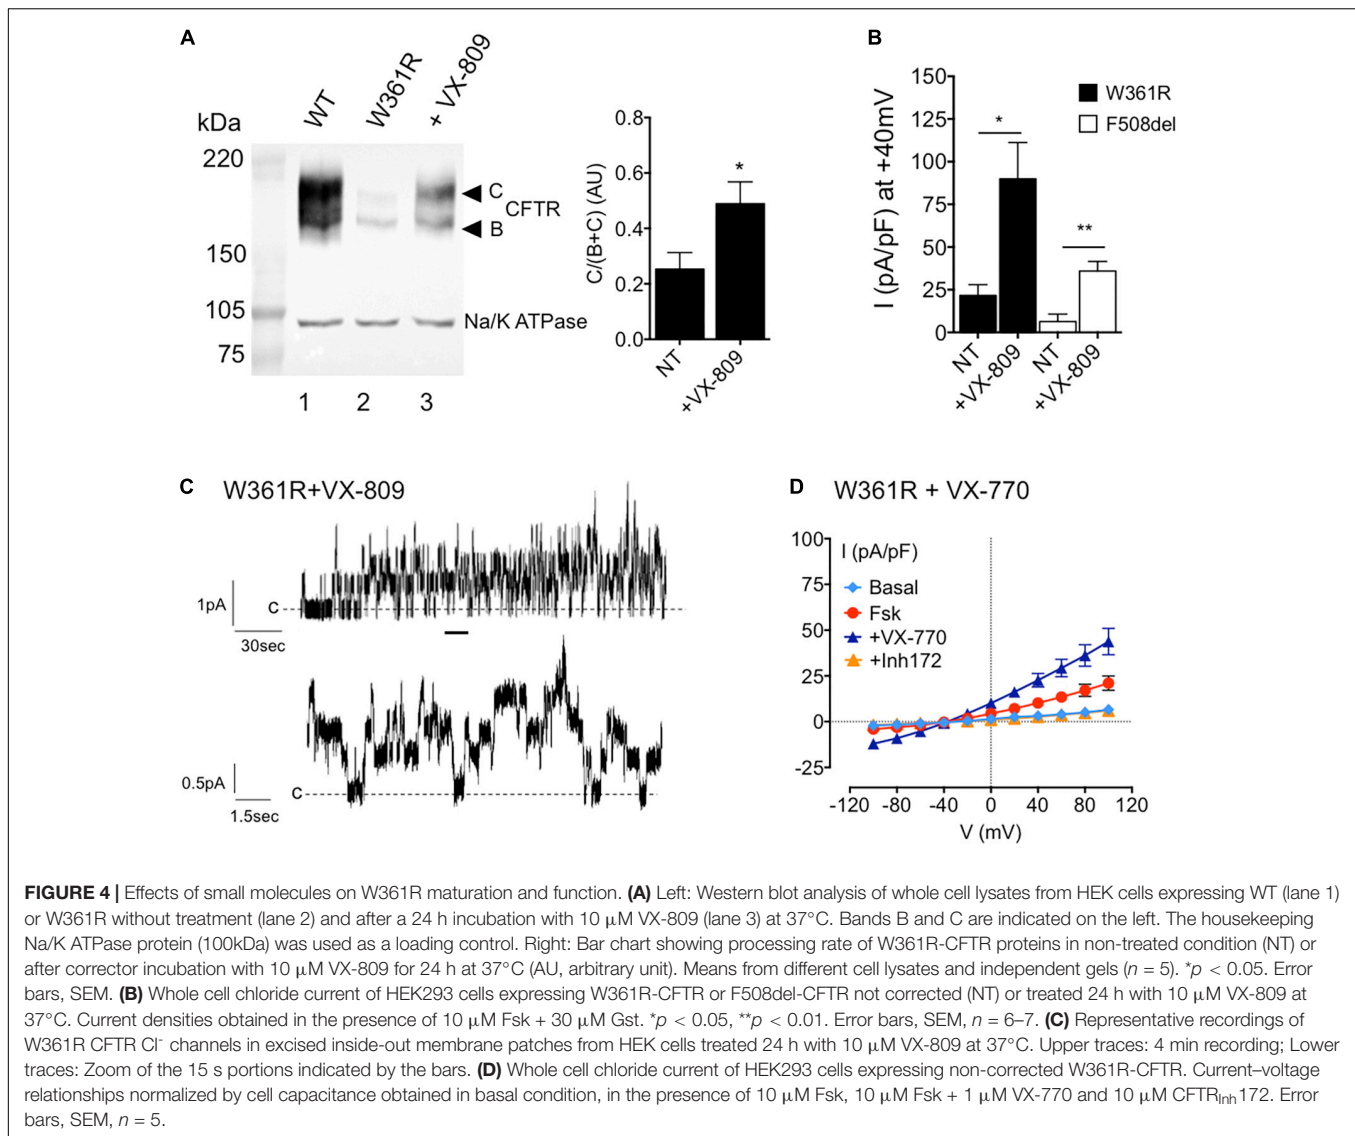 A
WT
W361R
+ VX-809
kDa
220
150
105
75
C
CFTR
B
Na/K ATPase
1 2 3
C/(B+C) (AU)
0.8
0.6
0.4
0.2
0.0
*
NT
+VX-809
B
I (pA/pF) at +40mV
150
125
100
75
50
25
0
W361R
F508del
*
**
NT
+VX-809
NT
+VX-809
C
W361R+VX-809
1pA
C
30sec
0.5pA
C
1.5sec
D
W361R + VX-770
I (pA/pF)
100
75
50
25
0
-25
Basal
Fsk
+VX-770
+Inh172
-120 -80 -40 0 40 80 120
V (mV)
FIGURE 4 | Effects of small molecules on W361R maturation and function. (A) Left: Western blot analysis of whole cell lysates from HEK cells expressing WT (lane 1)
or W361R without treatment (lane 2) and after a 24 h incubation with 10 μM VX-809 (lane 3) at 37°C. Bands B and C are indicated on the left. The housekeeping
Na/K ATPase protein (100kDa) was used as a loading control. Right: Bar chart showing processing rate of W361R-CFTR proteins in non-treated condition (NT) or
after corrector incubation with 10 μM VX-809 for 24 h at 37°C (AU, arbitrary unit). Means from different cell lysates and independent gels (n = 5). *p < 0.05. Error
bars, SEM. (B) Whole cell chloride current of HEK293 cells expressing W361R-CFTR or F508del-CFTR not corrected (NT) or treated 24 h with 10 μM VX-809 at
37°C. Current densities obtained in the presence of 10 μM Fsk + 30 μM Gst. *p < 0.05, **p < 0.01. Error bars, SEM, n = 6–7. (C) Representative recordings of
W361R CFTR Cl⁻ channels in excised inside-out membrane patches from HEK cells treated 24 h with 10 μM VX-809 at 37°C. Upper traces: 4 min recording; Lower
traces: Zoom of the 15 s portions indicated by the bars. (D) Whole cell chloride current of HEK293 cells expressing non-corrected W361R-CFTR. Current–voltage
relationships normalized by cell capacitance obtained in basal condition, in the presence of 10 μM Fsk, 10 μM Fsk + 1 μM VX-770 and 10 μM CFTRInh172. Error
bars, SEM, n = 5.